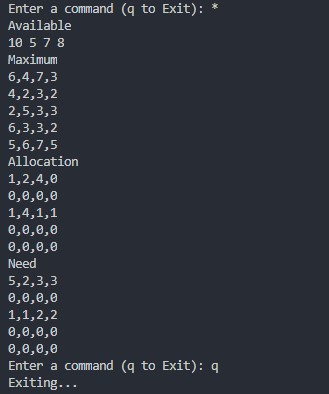 Enter a command (q to Exit): *
Available
10 5 7 8
Maximum
6,4,7,3
4,2,3,2
2,5,3,3
6,3,3,2
5,6,7,5
Allocation
1,2,4,0
0,0,0,0
1,4,1,1
0,0,0,0
0,0,0,0
Need
5,2,3,3
0,0,0,0
1,1,2,2
0,0,0,0
0,0,0,0
Enter a command (q to Exit): q
Exiting...